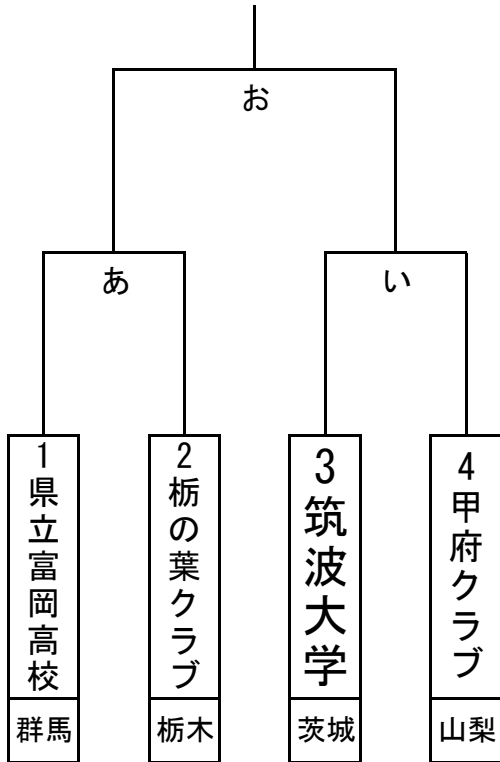 お
あ
い
1県立富岡高校
2栃の葉クラブ
3筑波大学
4甲府クラブ
群馬
栃木
茨城
山梨